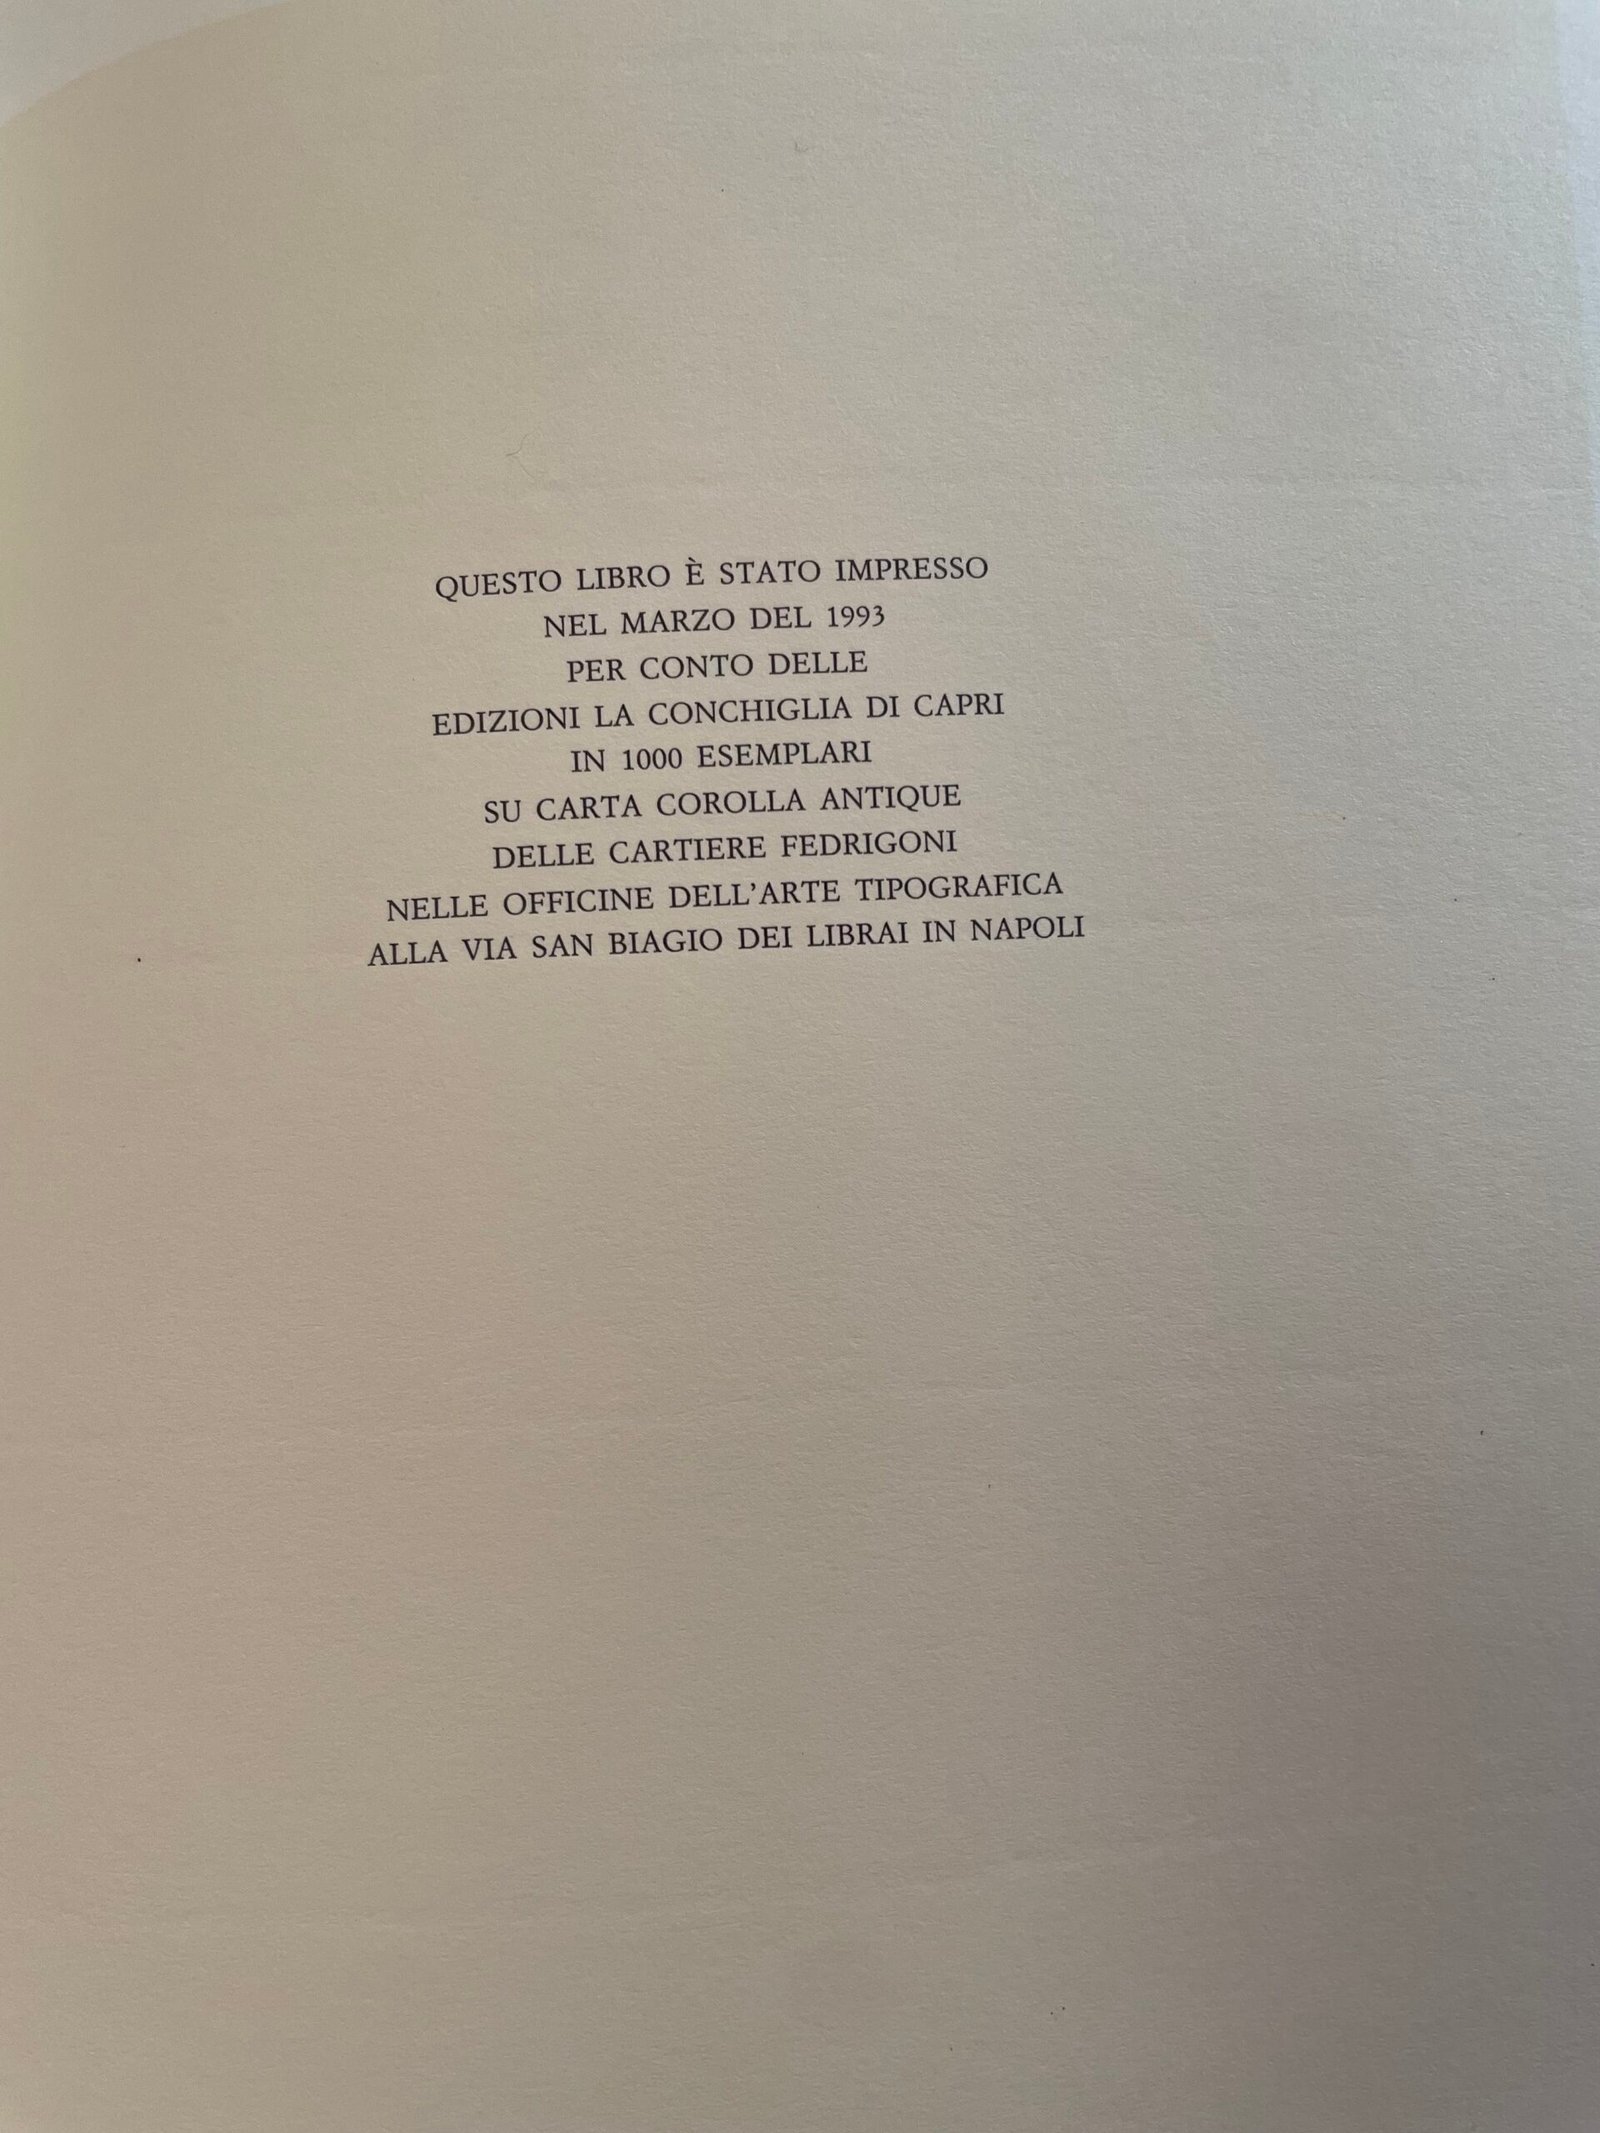 QUESTO LIBRO È STATO IMPRESSO
NEL MARZO DEL 1993
PER CONTO DELLE
EDIZIONI LA CONCHIGLIA DI CAPRI
IN 1000 ESEMPLARI
SU CARTA COROLLA ANTIQUE
DELLE CARTIERE FEDRIGONI
NELLE OFFICINE DELL'ARTE TIPOGRAFICA
ALLA VIA SAN BIAGIO DEI LIBRAI IN NAPOLI